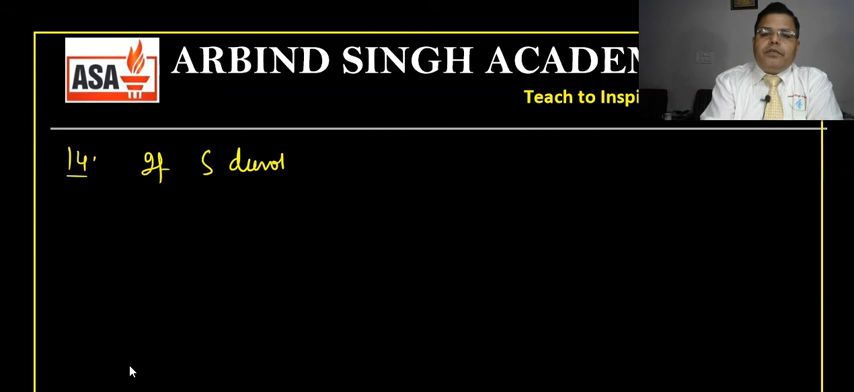 ASA
ARBIND SINGH ACADEM
Teach to Inspi
14. If S denot